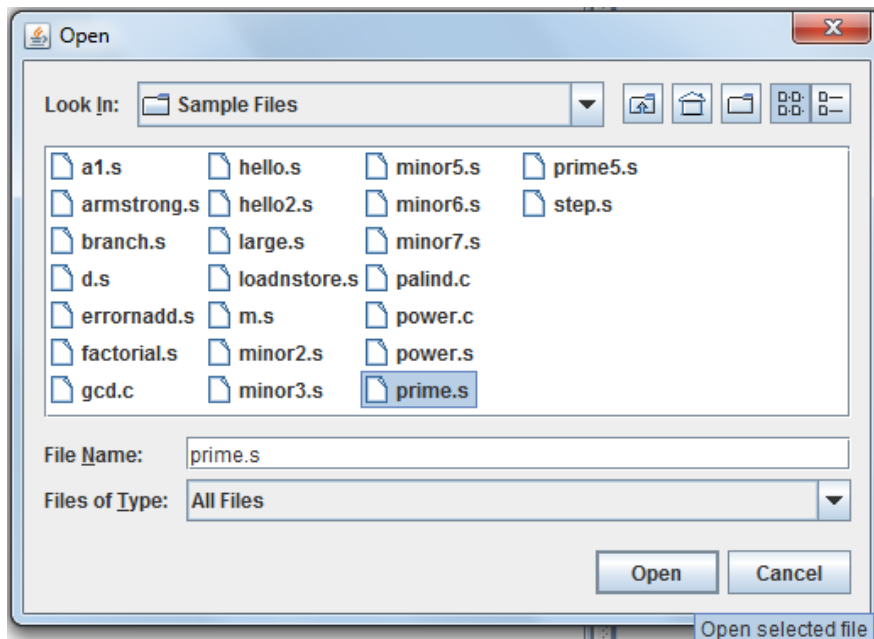 Open
Look In: Sample Files
a1.s hello.s minor5.s prime5.s
armstrong.s hello2.s minor6.s step.s
branch.s large.s minor7.s
d.s loadnstore.s palind.c
errornadd.s m.s power.c
factorial.s minor2.s power.s
gcd.c minor3.s prime.s
File Name: prime.s
Files of Type: All Files
Open Cancel
Open selected file